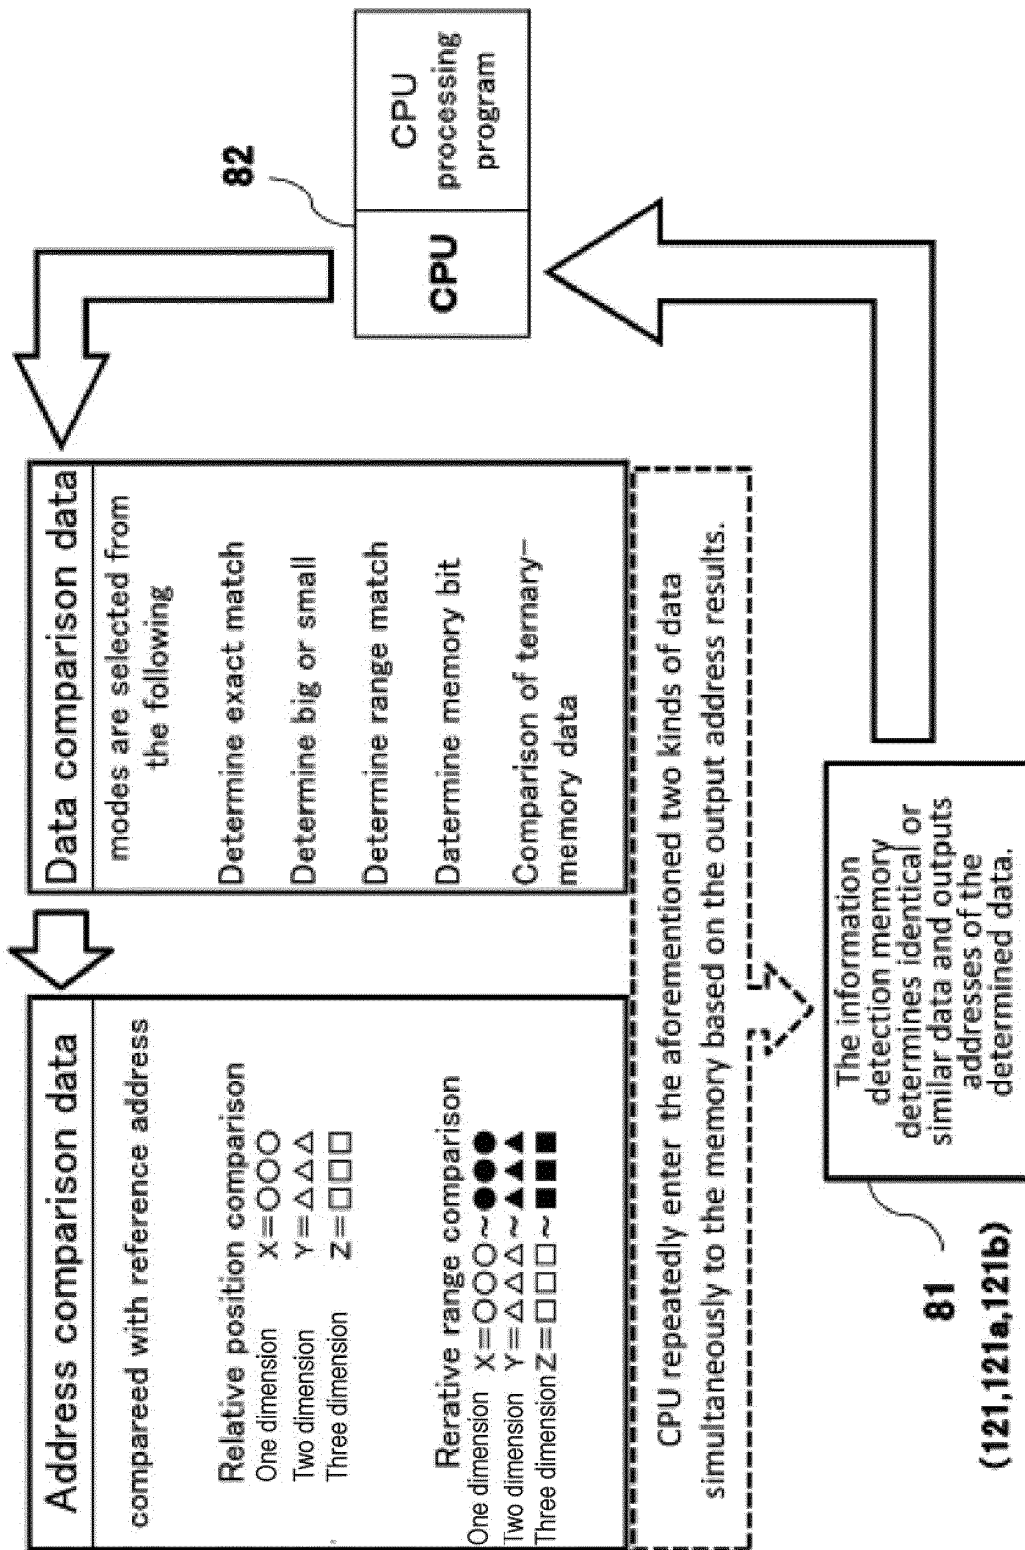 Address comparison data
compareed with reference address
Relative position comparison
One dimension X=○○○
Two dimension Y=△△△
Three dimension Z=□□□
Rerative range comparison
One dimension X=○○○~●●●
Two dimension Y=△△△~▲▲▲
Three dimension Z=□□□~■■■
Data comparison data
modes are selected from
the following
Determine exact match
Determine big or small
Determine range match
Datermine memory bit
Comparison of ternary–
memory data
82
CPU
CPU
processing
program
CPU repeatedly enter the aforementioned two kinds of data
simultaneously to the memory based on the output address results.
The information
detection memory
determines identical or
similar data and outputs
addresses of the
determined data.
81
(121,121a,121b)